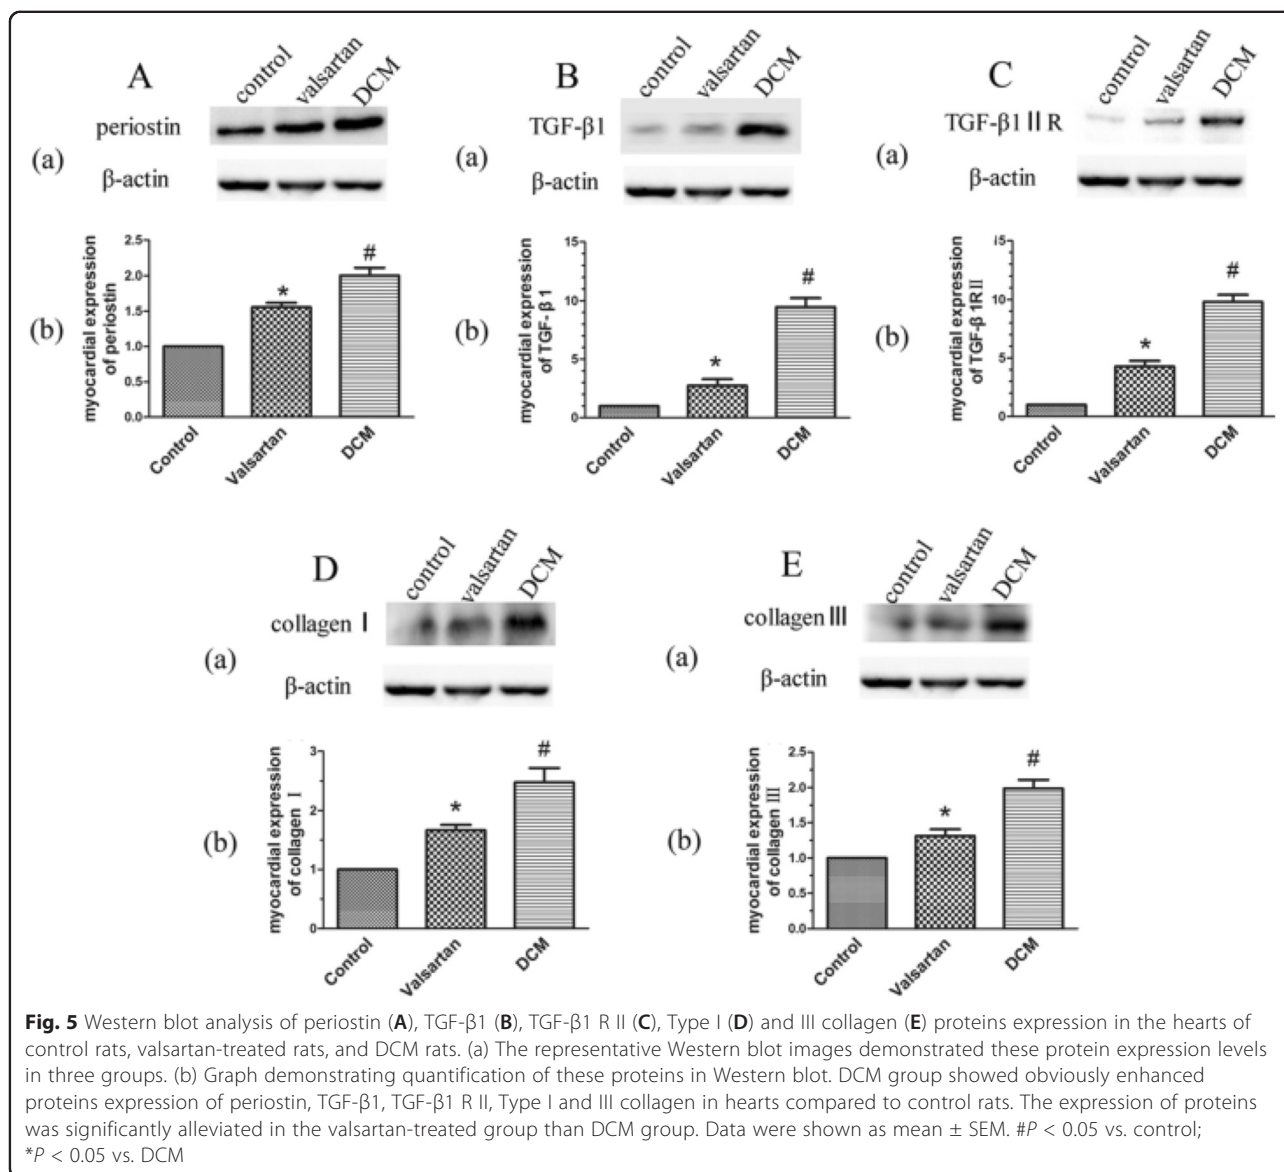 A
control
valsartan
DCM
periostin
(a)
β-actin
2.5
2.0
1.5
1.0
0.5
0.0
myocardial expression
of periostin
(b)
*
#
Control
Valsartan
DCM
B
control
valsartan
DCM
TGF-β1
(a)
β-actin
15
10
5
0
myocardial expression
of TGF- β 1
(b)
*
#
Control
Valsartan
DCM
C
comtrol
valsartan
DCM
TGF-β1 II R
(a)
β-actin
15
10
5
0
myocardial expression
of TGF-β 1R II
(b)
*
#
Control
Valsartan
DCM
D
control
valsartan
DCM
collagen I
(a)
β-actin
3
2
1
0
myocardial expression
of collagen I
(b)
*
#
Control
Valsartan
DCM
E
control
valsartan
DCM
collagen III
(a)
β-actin
2.5
2.0
1.5
1.0
0.5
0.0
myocardial expression
of collagen III
(b)
*
#
Control
Valsartan
DCM
Fig. 5 Western blot analysis of periostin (A), TGF-β1 (B), TGF-β1 R II (C), Type I (D) and III collagen (E) proteins expression in the hearts of
control rats, valsartan-treated rats, and DCM rats. (a) The representative Western blot images demonstrated these protein expression levels
in three groups. (b) Graph demonstrating quantification of these proteins in Western blot. DCM group showed obviously enhanced
proteins expression of periostin, TGF-β1, TGF-β1 R II, Type I and III collagen in hearts compared to control rats. The expression of proteins
was significantly alleviated in the valsartan-treated group than DCM group. Data were shown as mean ± SEM. #P < 0.05 vs. control;
*P < 0.05 vs. DCM